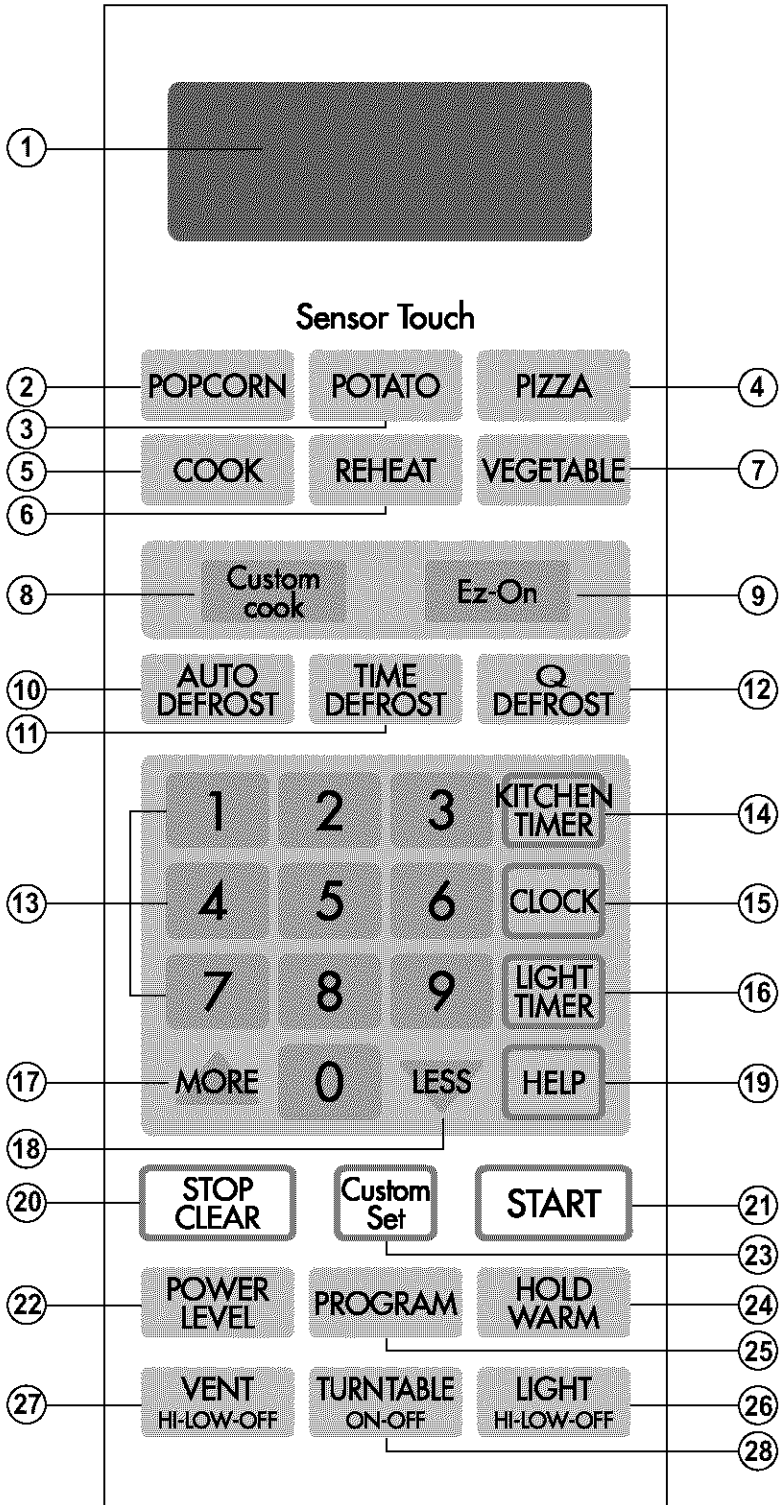 1
Sensor Touch
2 POPCORN POTATO PIZZA 4
3
5 COOK REHEAT VEGETABLE 7
6
8 Custom cook Ez-On 9
10 AUTO DEFROST TIME DEFROST Q DEFROST 12
11
1 2 3 KITCHEN TIMER 14
13 4 5 6 CLOCK 15
7 8 9 LIGHT TIMER 16
17 MORE 0 LESS HELP 19
18
20 STOP CLEAR Custom Set START 21
23
22 POWER LEVEL PROGRAM HOLD WARM 24
25
27 VENT HI-LOW-OFF TURNTABLE ON-OFF LIGHT HI-LOW-OFF 26
28